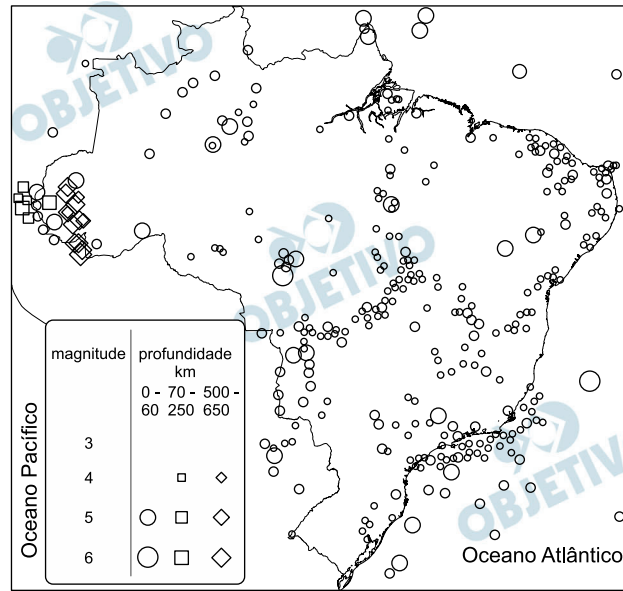 OBJETIVO
OBJETIVO
OBJETIVO
magnitude profundidade
km
0 - 70 - 500 -
60 250 650
3
4
5
6
Oceano Pacífico
Oceano Atlântico